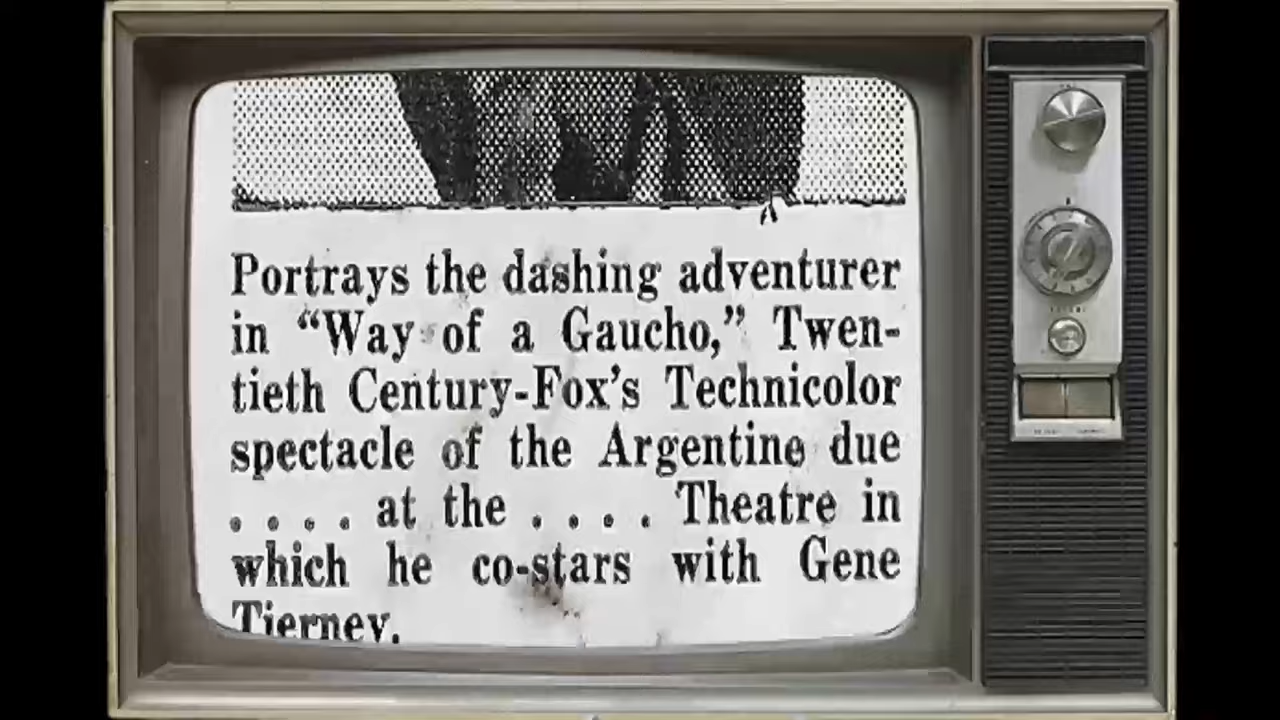 Portrays the dashing adventurer
in “Way of a Gaucho,” Twen-
tieth Century-Fox’s Technicolor
spectacle of the Argentine due
. . . . at the . . . . Theatre in
which he co-stars with Gene
Tierney.